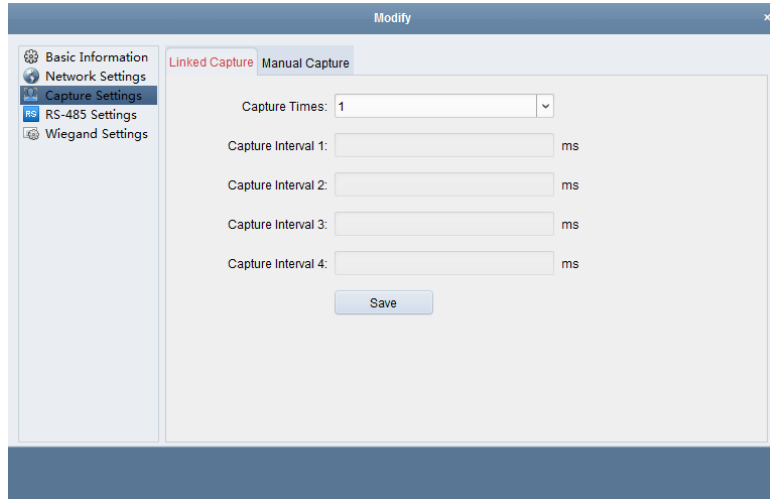 Modify
×
Basic Information
Network Settings
Capture Settings
RS RS-485 Settings
Wiegand Settings
Linked Capture Manual Capture
Capture Times: 1
Capture Interval 1: ms
Capture Interval 2: ms
Capture Interval 3: ms
Capture Interval 4: ms
Save